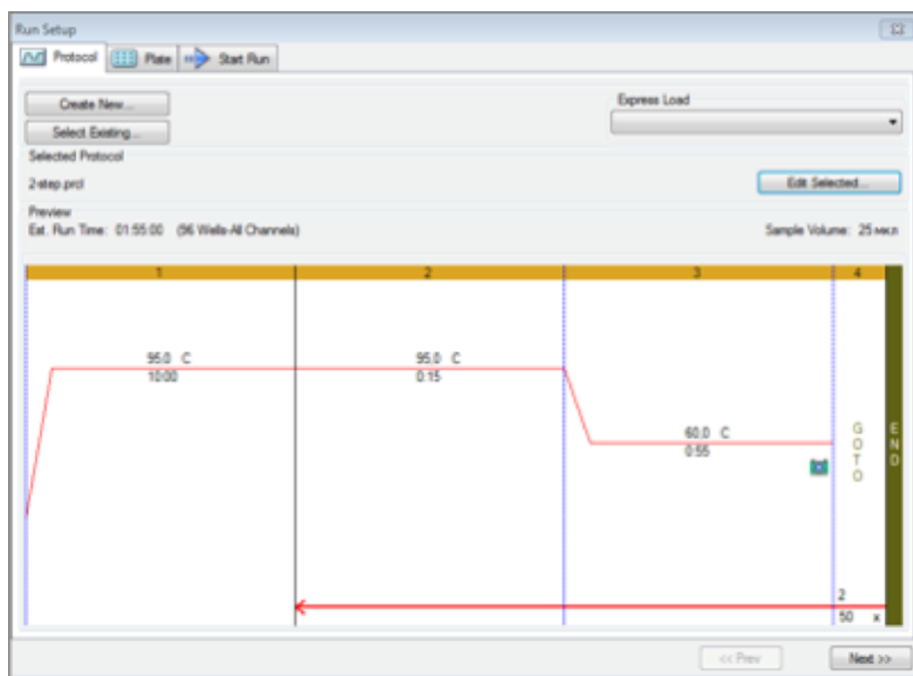 Run Setup
Protocol Plate Start Run
Create New...
Express Load
Select Existing...
Selected Protocol
2-step.prcl
Edit Selected...
Preview
Est. Run Time: 01:55:00 (96 Wells-All Channels)
Sample Volume: 25 мкл
1 2 3 4
95,0 C
10:00
95,0 C
0:15
60,0 C
0:55
GOTO
END
2
50 x
<< Prev
Next >>